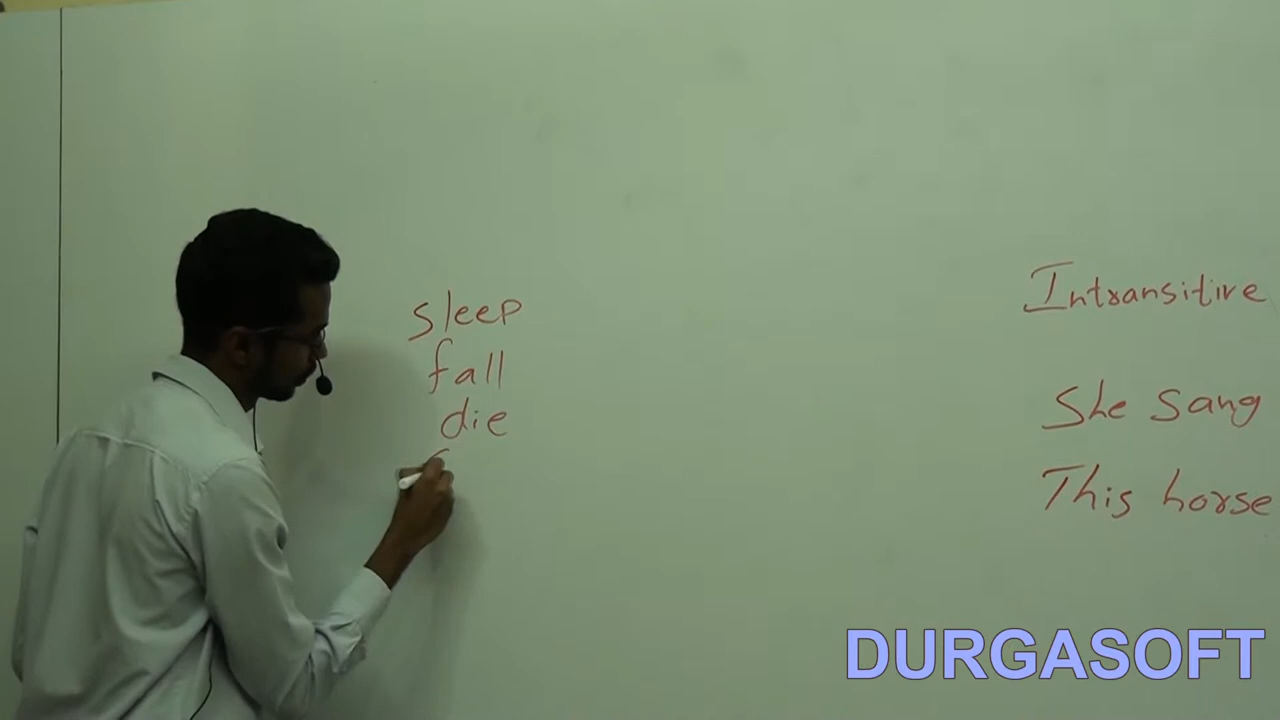 sleep
fall
die
Intransitive
She sang
This horse
DURGASOFT